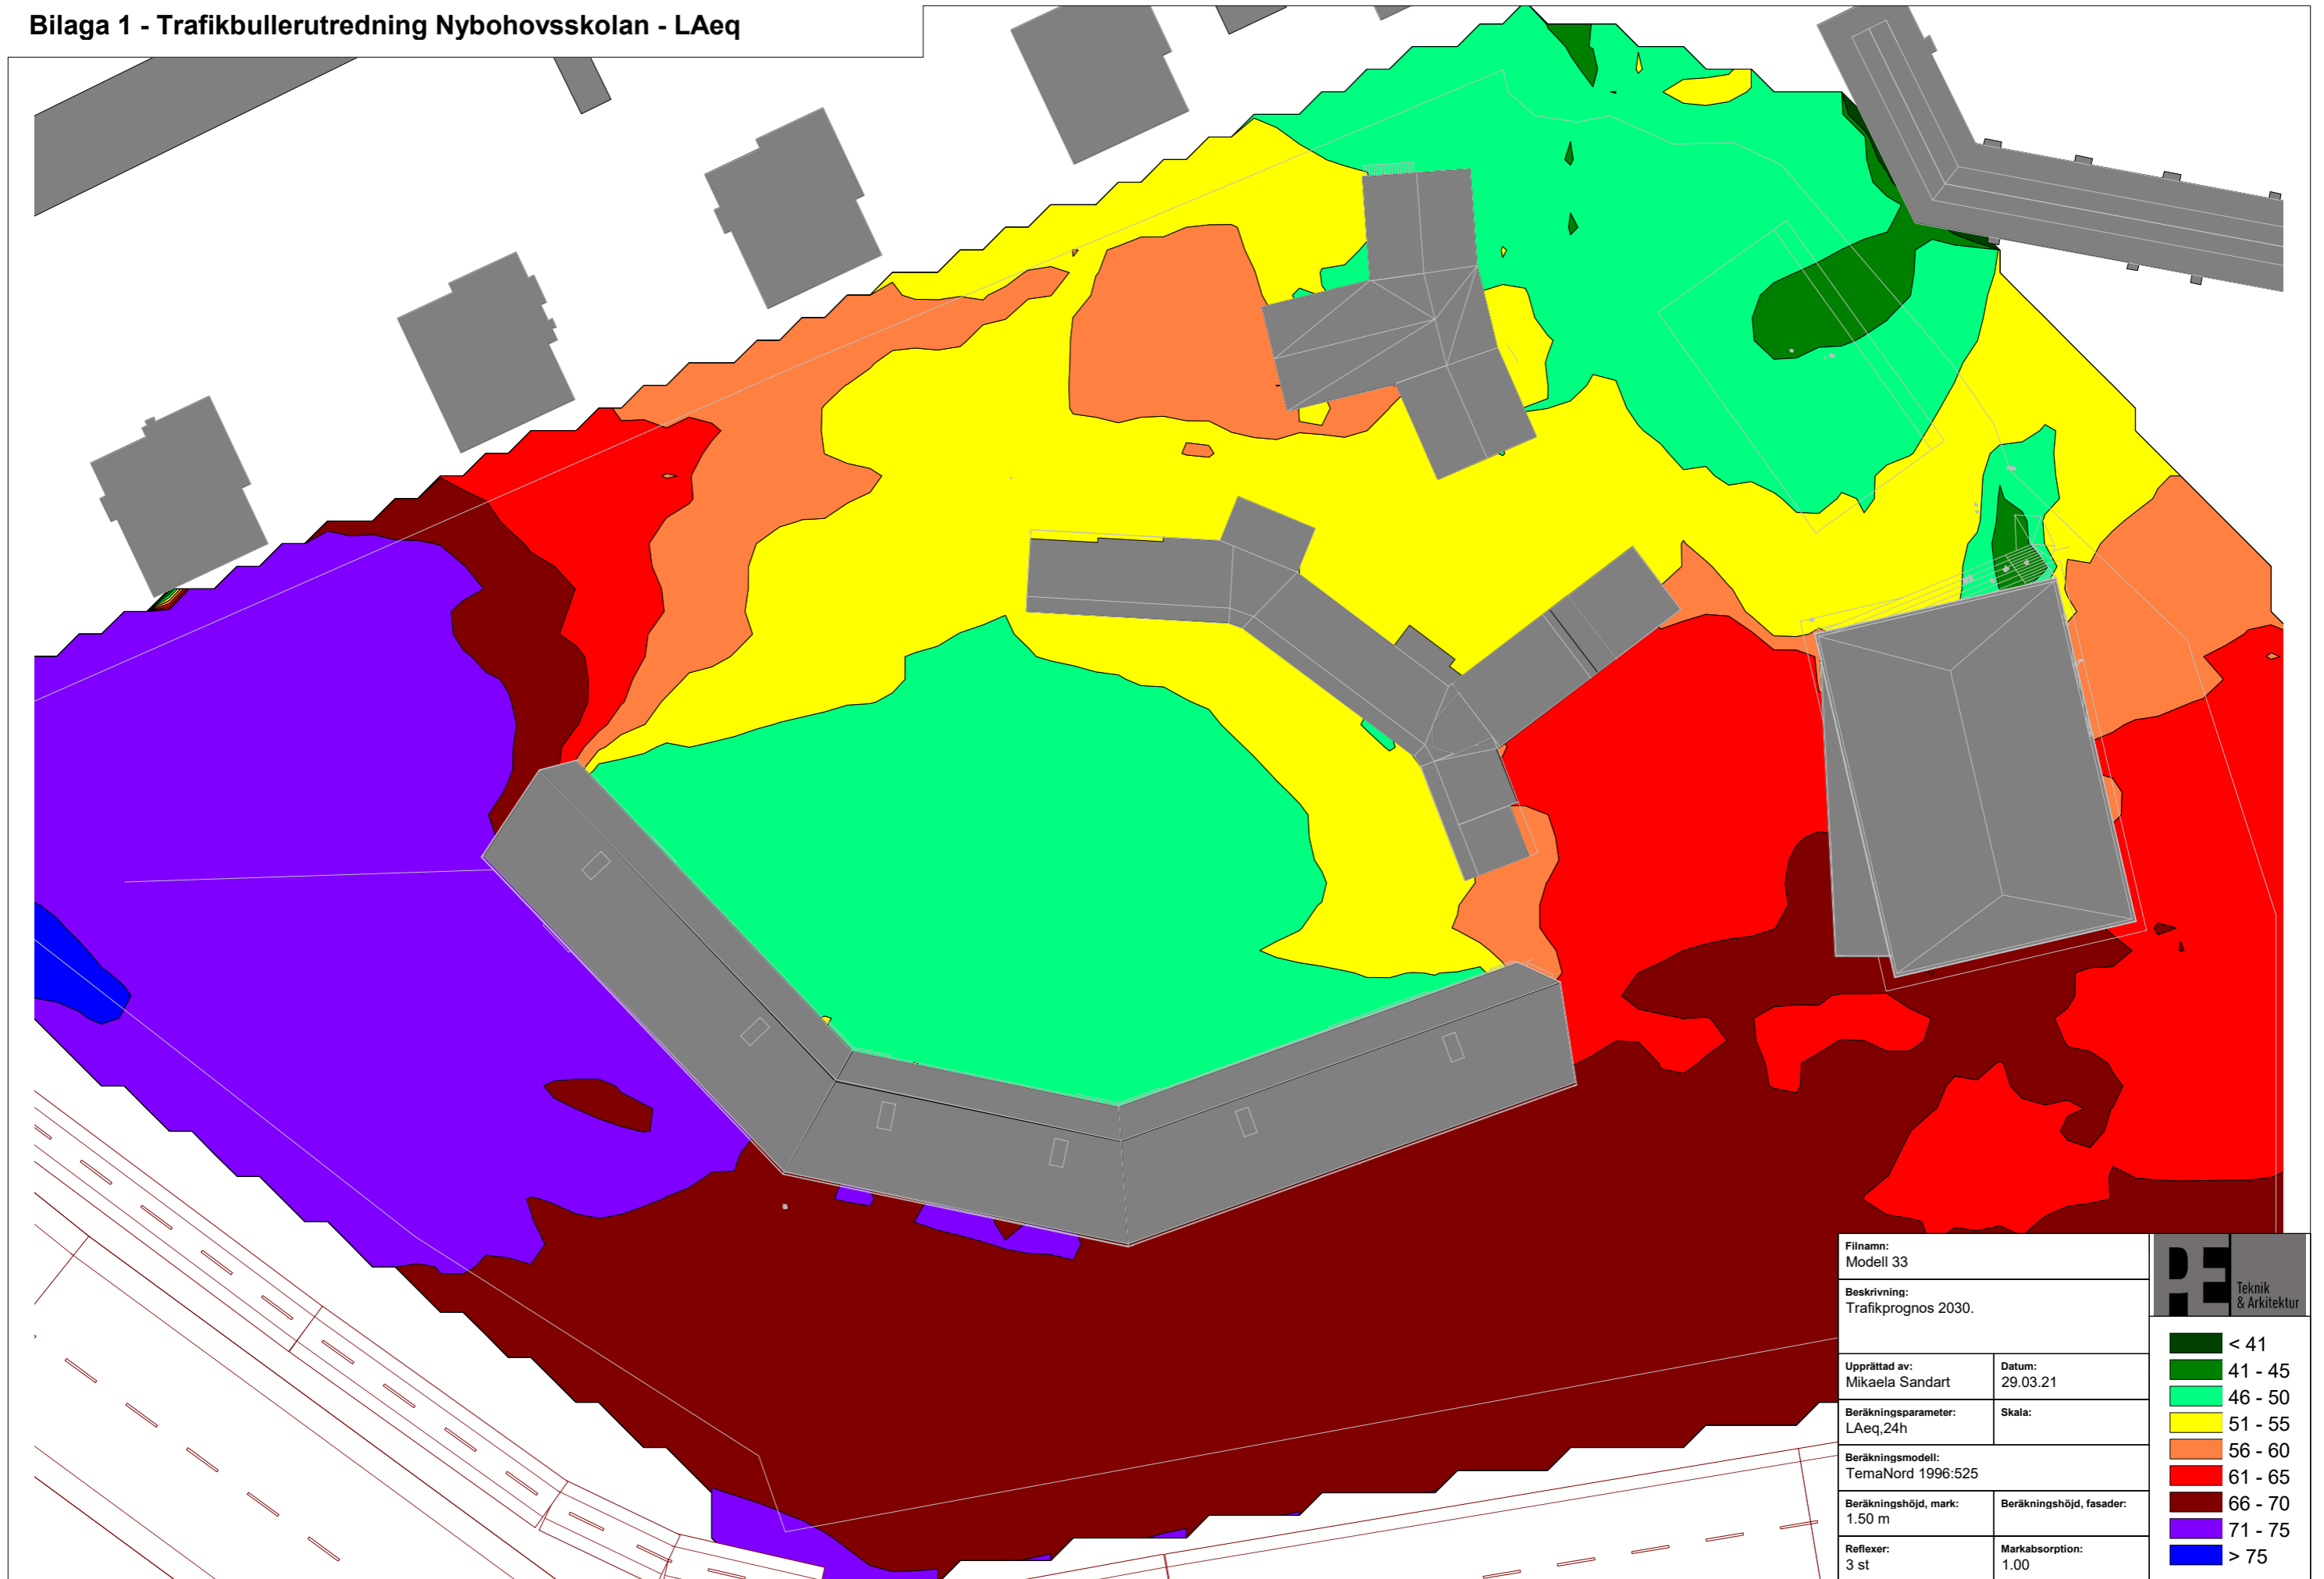 Bilaga 1 - Trafikbullerutredning Nybohovsskolan - LAeq
Filnamn:
Modell 33
Beskrivning:
Trafikprognos 2030.
Upprättad av:
Mikaela Sandart
Datum:
29.03.21
Beräkningsparameter:
LAeq,24h
Skala:
Beräkningsmodell:
TemaNord 1996:525
Beräkningshöjd, mark:
1.50 m
Beräkningshöjd, fasader:
Reflexer:
3 st
Markabsorption:
1.00
PE
Teknik
& Arkitektur
< 41
41 - 45
46 - 50
51 - 55
56 - 60
61 - 65
66 - 70
71 - 75
> 75